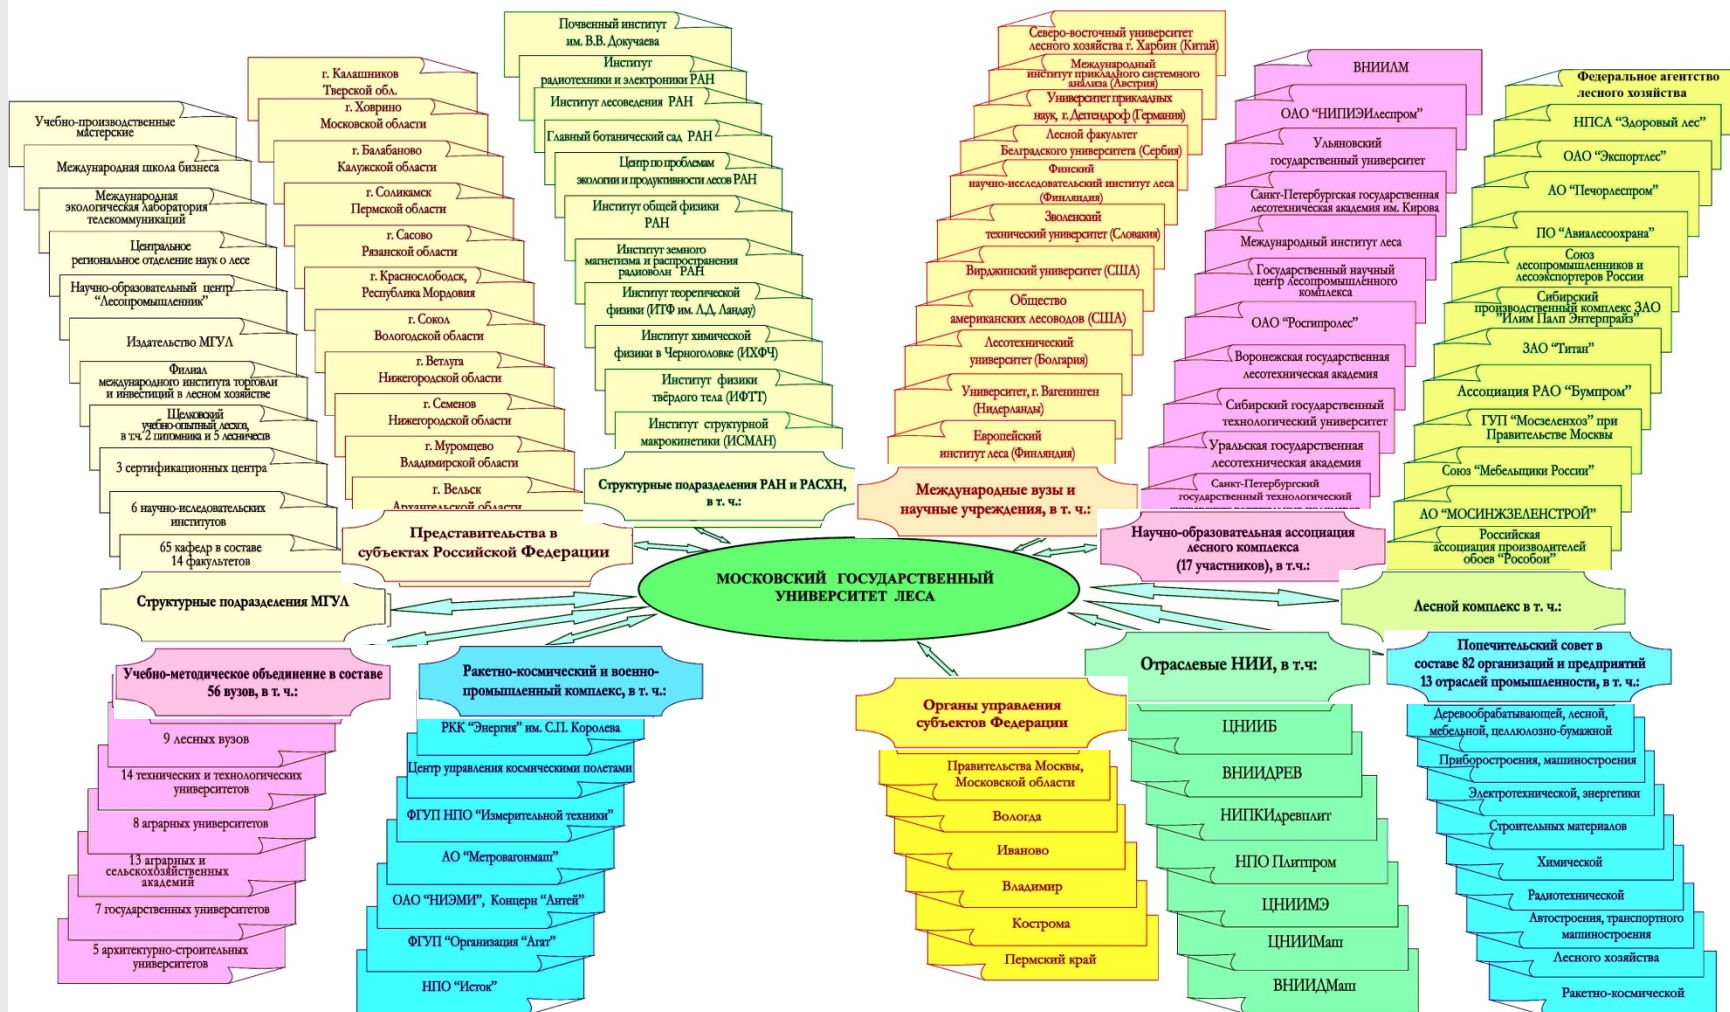 Учебно-производственные
мастерские
Международная школа бизнеса
Международная
экологическая лаборатория
телекоммуникаций
Центральное
региональное отделение наук о лесе
Научно-образовательный центр
"Лесопромышленник"
Издательство МГУЛ
Филиал
международного института торговли
и инвестиций в лесном хозяйстве
Щелковский
учебно-опытный лесхоз,
в т.ч. 2 питомника и 5 лесничеств
3 сертификационных центра
6 научно-иследовательских
институтов
65 кафедр в составе
14 факультетов
Структурные подразделения МГУЛ
г. Калашников
Тверской обл.
г. Ховрино
Московской области
г. Балабаново
Калужской области
г. Соликамск
Пермской области
г. Сасово
Рязанской области
г. Краснослободск,
Республика Мордовия
г. Сокол
Вологодской области
г. Ветлуга
Нижегородской области
г. Семенов
Нижегородской области
г. Муромцево
Владимирской области
г. Вельск
Архангельской области
Представительства в
субъектах Российской Федерации
Почвенный институт
им. В.В. Докучаева
Институт
радиотехники и электроники РАН
Институт лесоведения РАН
Главный ботанический сад РАН
Центр по проблемам
экологии и продуктивности лесов РАН
Институт общей физики
РАН
Институт земного
магнетизма и распространения
радиоволн РАН
Институт теоретической
физики (ИТФ им. Л.Д. Ландау)
Институт химической
физики в Черноголовке (ИХФЧ)
Институт физики
твёрдого тела (ИФТТ)
Институт структурной
макрокинетики (ИСМАН)
Структурные подразделения РАН и РАСХН,
в т. ч.:
Северо-восточный университет
лесного хозяйства г. Харбин (Китай)
Международный
институт прикладного системного
анализа (Австрия)
Университет прикладных
наук, г. Деггендроф (Германия)
Лесной факультет
Белградского университета (Сербия)
Финский
научно-исследовательский институт леса
(Финляндия)
Зволенский
технический университет (Словакия)
Вирджинский университет (США)
Общество
американских лесоводов (США)
Лесотехнический
университет (Болгария)
Университет, г. Вагенинген
(Нидерланды)
Европейский
институт леса (Финляндия)
Международные вузы и
научные учреждения, в т. ч.:
ВНИИЛМ
ОАО "НИПИЭИлеспром"
Ульяновский
государственный университет
Санкт-Петербургская государственная
лесотехническая академия им. Кирова
Международный институт леса
Государственный научный
центр лесопромышленного
комплекса
ОАО "Росгипролес"
Воронежская государственная
лесотехническая академия
Сибирский государственный
технологический университет
Уральская государственная
лесотехническая академия
Санкт-Петербургский
государственный технологический
Научно-образовательная ассоциация
лесного комплекса
(17 участников), в т.ч.:
Федеральное агентство
лесного хозяйства
НПСА "Здоровый лес"
ОАО "Экспортлес"
АО "Печорлеспром"
ПО "Авиалесоохрана"
Союз
лесопромышленников и
лесоэкспортеров России
Сибирский
производственный комплекс ЗАО
"Илим Палп Энтерпрайз"
ЗАО "Титан"
Ассоциация РАО "Бумпром"
ГУП "Мосзеленхоз" при
Правительстве Москвы
Союз "Мебельщики России"
АО "МОСИНЖЗЕЛЕНСТРОЙ"
Российская
ассоциация производителей
обоев "Рособои"
Лесной комплекс в т. ч.:
МОСКОВСКИЙ ГОСУДАРСТВЕННЫЙ
УНИВЕРСИТЕТ ЛЕСА
Учебно-методическое объединение в составе
56 вузов, в т. ч.:
9 лесных вузов
14 технических и технологических
университетов
8 аграрных университетов
13 аграрных и
сельскохозяйственных
академий
7 государственных университетов
5 архитектурно-строительных
университетов
Ракетно-космический и военно-
промышленный комплекс, в т. ч.:
РКК "Энергия" им. С.П. Королева
Центр управления космическими полетами
ФГУП НПО "Измерительной техники"
АО "Метровагонмаш"
ОАО "НИЭМИ", Концерн "Антей"
ФГУП "Организация "Агат"
НПО "Исток"
Органы управления
субъектов Федерации
Правительства Москвы,
Московской области
Вологда
Иваново
Владимир
Кострома
Пермский край
Отраслевые НИИ, в т.ч:
ЦНИИБ
ВНИИДРЕВ
НИПКИдревплит
НПО Плитпром
ЦНИИМЭ
ЦНИИМаш
ВНИИДМаш
Попечительский совет в
составе 82 организаций и предприятий
13 отраслей промышленности, в т. ч.:
Деревообрабатывающей, лесной,
мебельной, целлюлозно-бумажной
Приборостроения, машиностроения
Электротехнической, энергетики
Строительных материалов
Химической
Радиотехнической
Автостроения, транспортного
машиностроения
Лесного хозяйства
Ракетно-космической